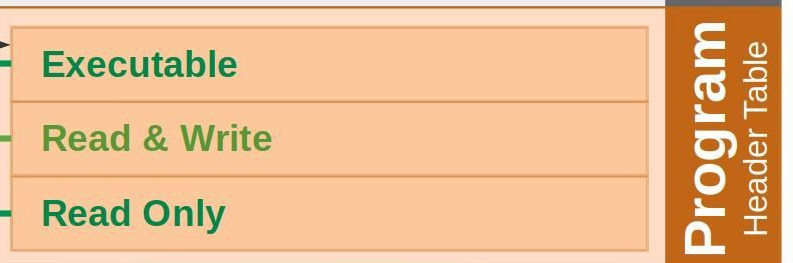 Executable
Read & Write
Read Only
Program
Header Table